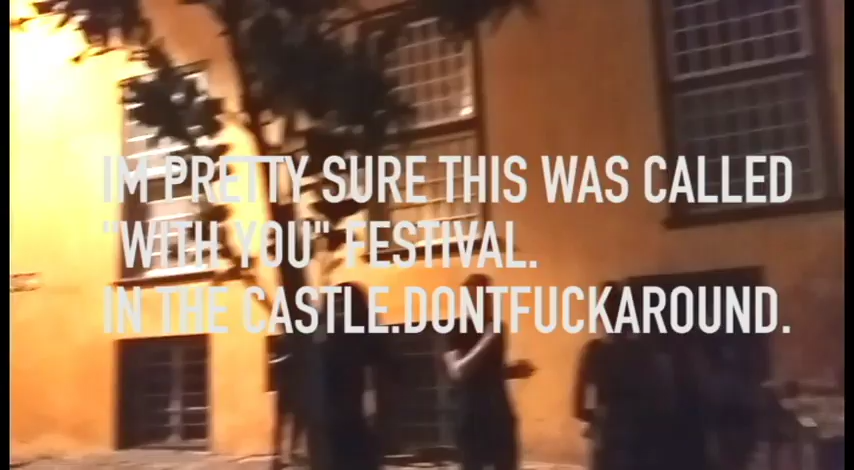 IM PRETTY SURE THIS WAS CALLED
"WITH YOU" FESTIVAL.
IN THE CASTLE.DONTFUCKAROUND.